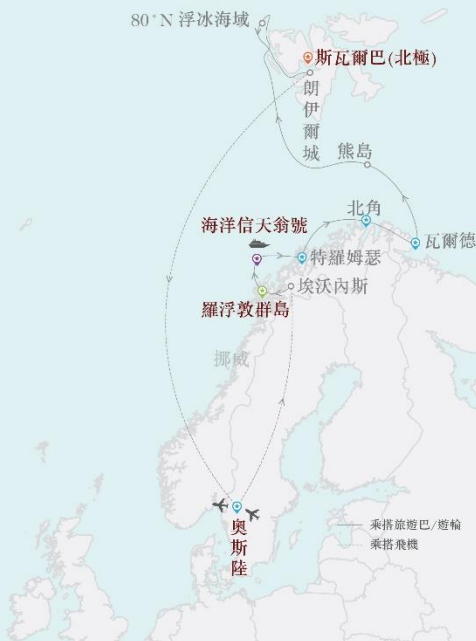 80°N 浮冰海域
斯瓦爾巴(北極)
朗伊爾城
熊島
北角
海洋信天翁號
瓦爾德
特羅姆瑟
埃沃內斯
羅浮敦群島
挪威
奧斯陸
乘搭旅遊巴/遊輪
乘搭飛機